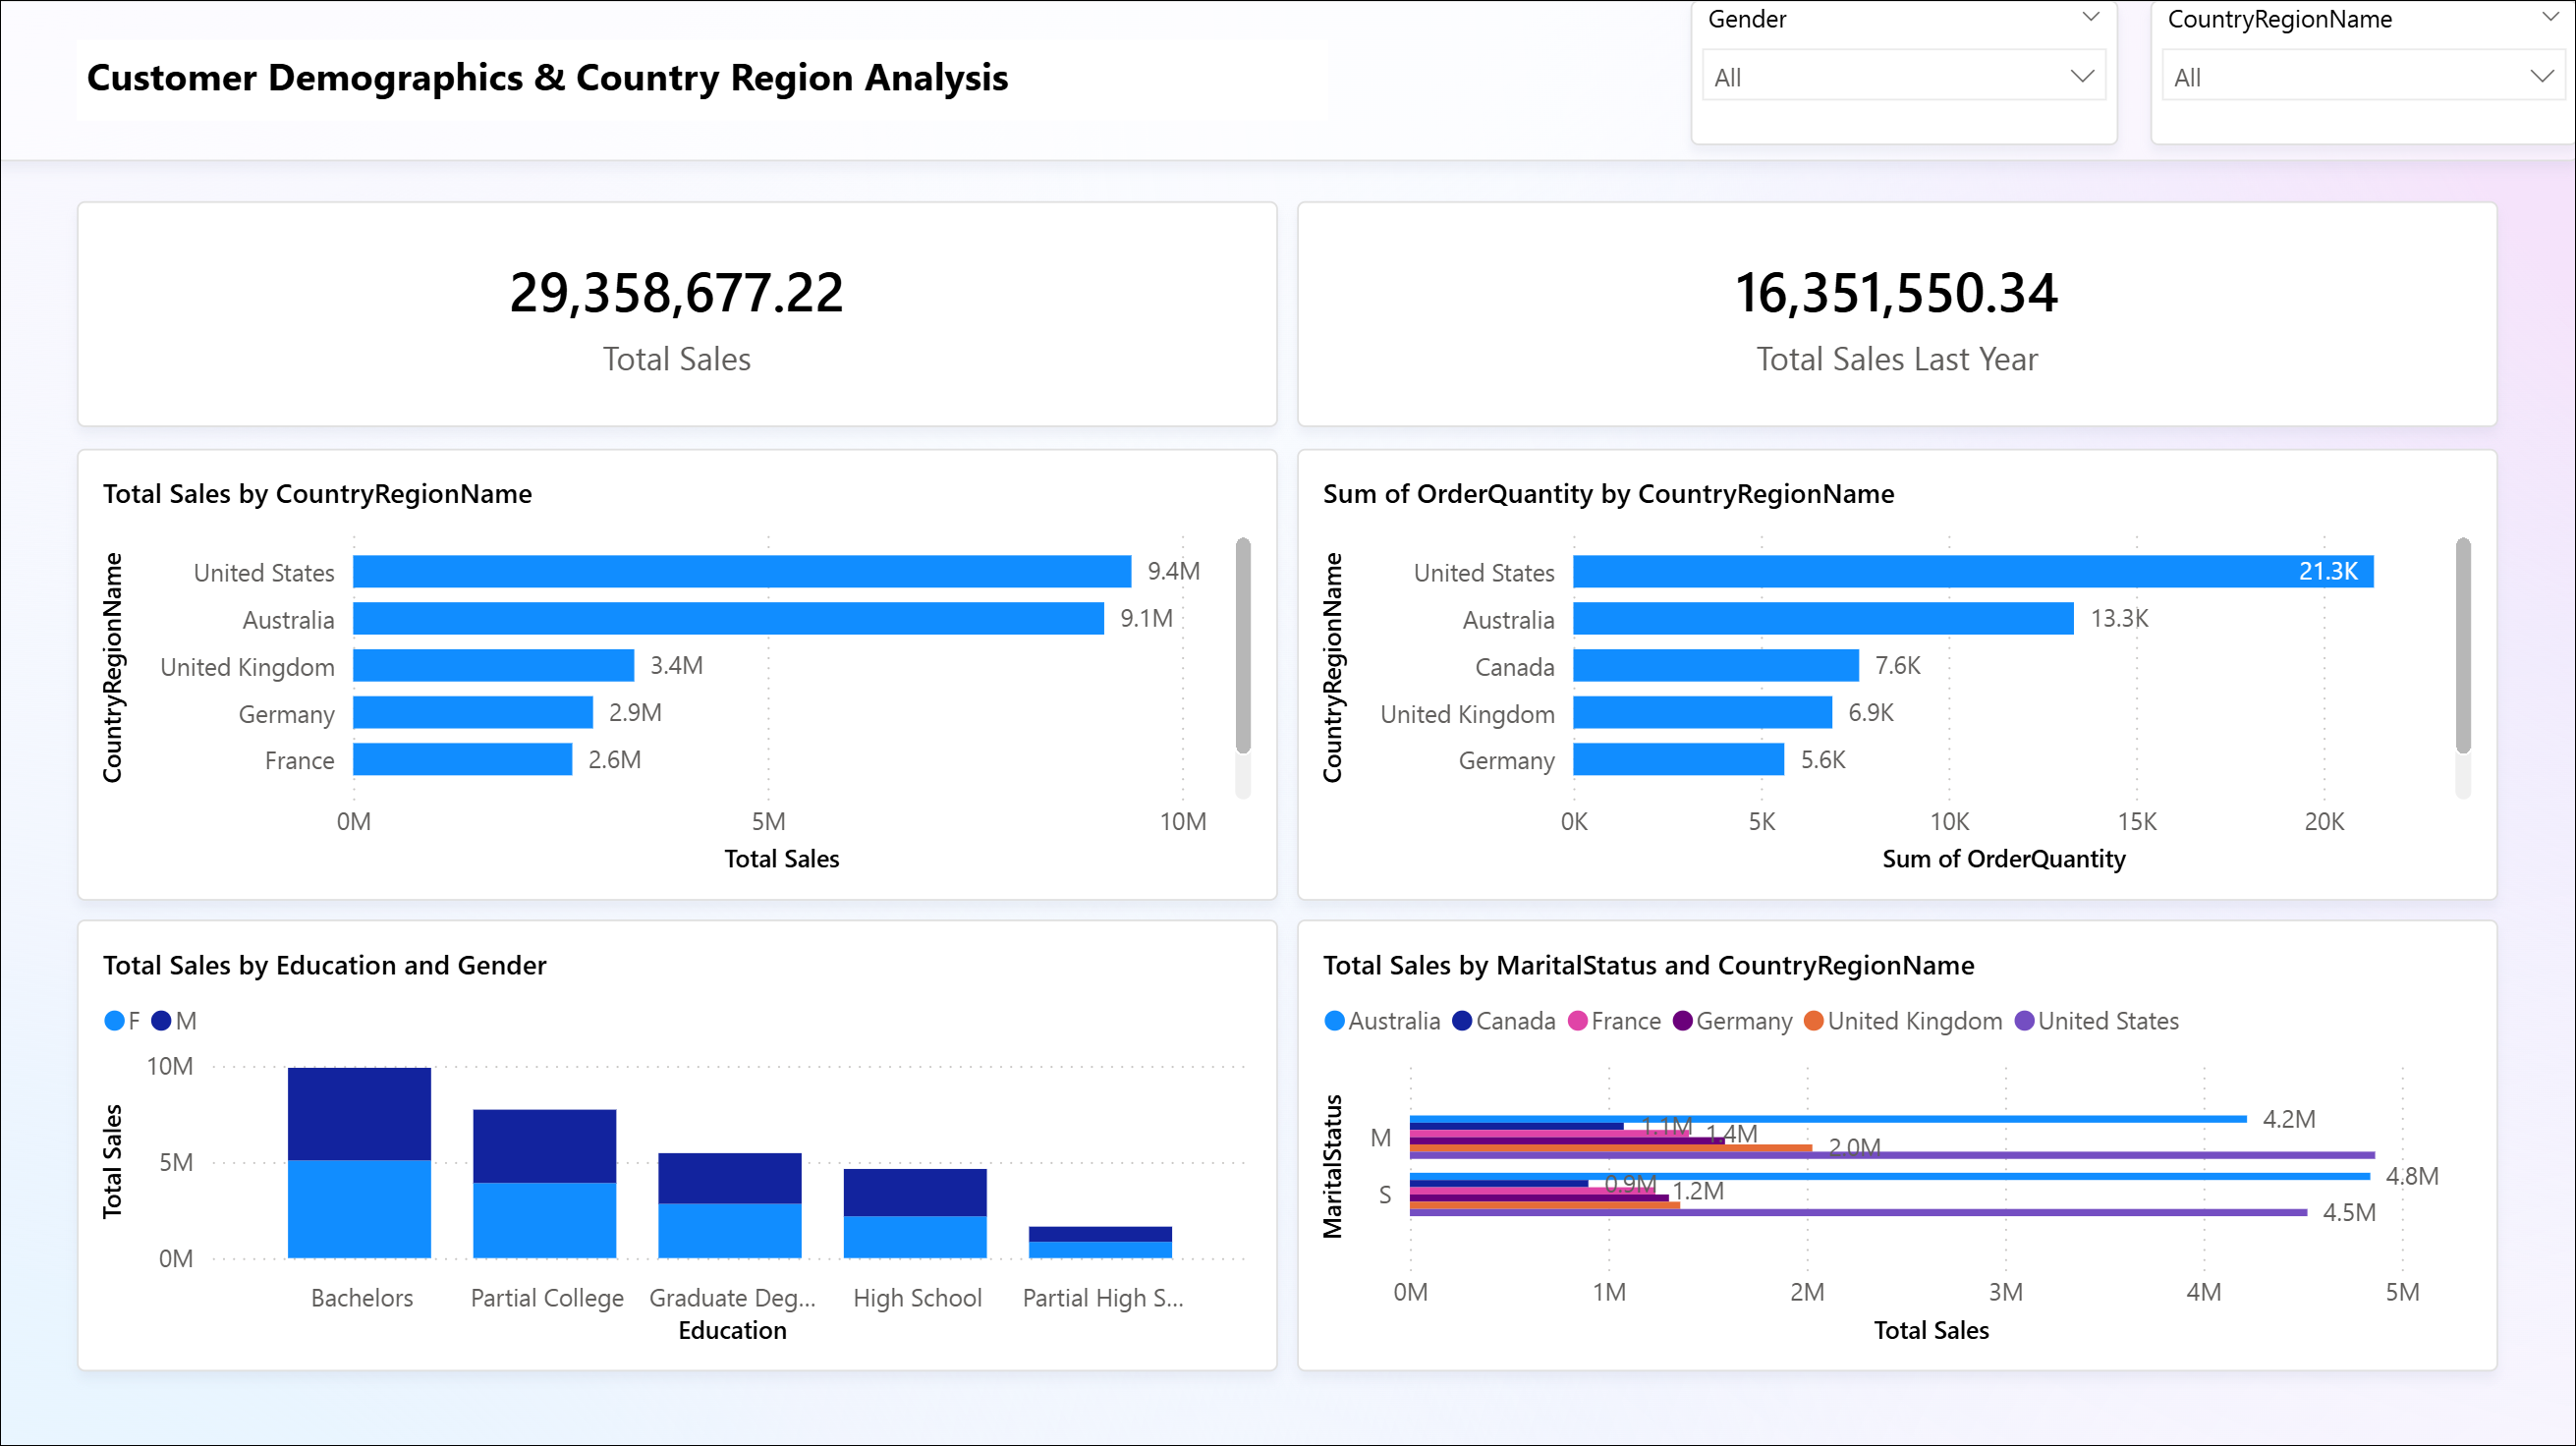 Customer Demographics & Country Region Analysis
Gender
All
CountryRegionName
All
29,358,677.22
Total Sales
16,351,550.34
Total Sales Last Year
Total Sales by CountryRegionName
CountryRegionName
United States 9.4M
Australia 9.1M
United Kingdom 3.4M
Germany 2.9M
France 2.6M
0M 5M 10M
Total Sales
Sum of OrderQuantity by CountryRegionName
CountryRegionName
United States 21.3K
Australia 13.3K
Canada 7.6K
United Kingdom 6.9K
Germany 5.6K
0K 5K 10K 15K 20K
Sum of OrderQuantity
Total Sales by Education and Gender
F M
Total Sales
10M
5M
0M
Bachelors Partial College Graduate Deg... High School Partial High S...
Education
Total Sales by MaritalStatus and CountryRegionName
Australia Canada France Germany United Kingdom United States
MaritalStatus
M
4.2M
1.1M
1.4M
2.0M
S
4.8M
0.9M
1.2M
4.5M
0M 1M 2M 3M 4M 5M
Total Sales